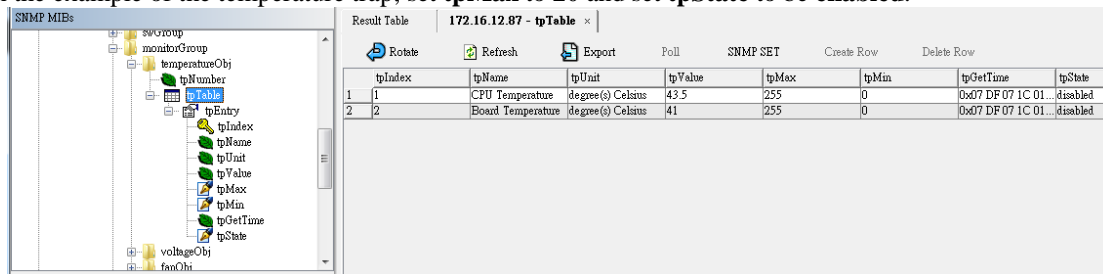 the example of the temperature trap, set tpMax to 20 and set tpState to be enabled.
SNMP MIBs
swGroup
monitorGroup
temperatureObj
tpNumber
tpTable
tpEntry
tpIndex
tpName
tpUnit
tpValue
tpMax
tpMin
tpGetTime
tpState
voltageObj
fanObj
Result Table 172.16.12.87 - tpTable ×
Rotate Refresh Export Poll SNMP SET Create Row Delete Row
tpIndex tpName tpUnit tpValue tpMax tpMin tpGetTime tpState
1 1 CPU Temperature degree(s) Celsius 43.5 255 0 0x07 DF 07 1C 01... disabled
2 2 Board Temperature degree(s) Celsius 41 255 0 0x07 DF 07 1C 01... disabled